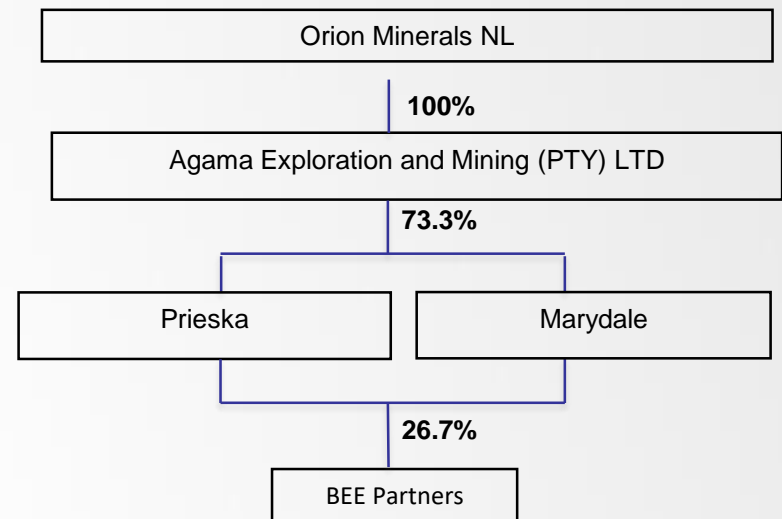 Orion Minerals NL
100%
Agama Exploration and Mining (PTY) LTD
73.3%
Prieska
Marydale
26.7%
BEE Partners